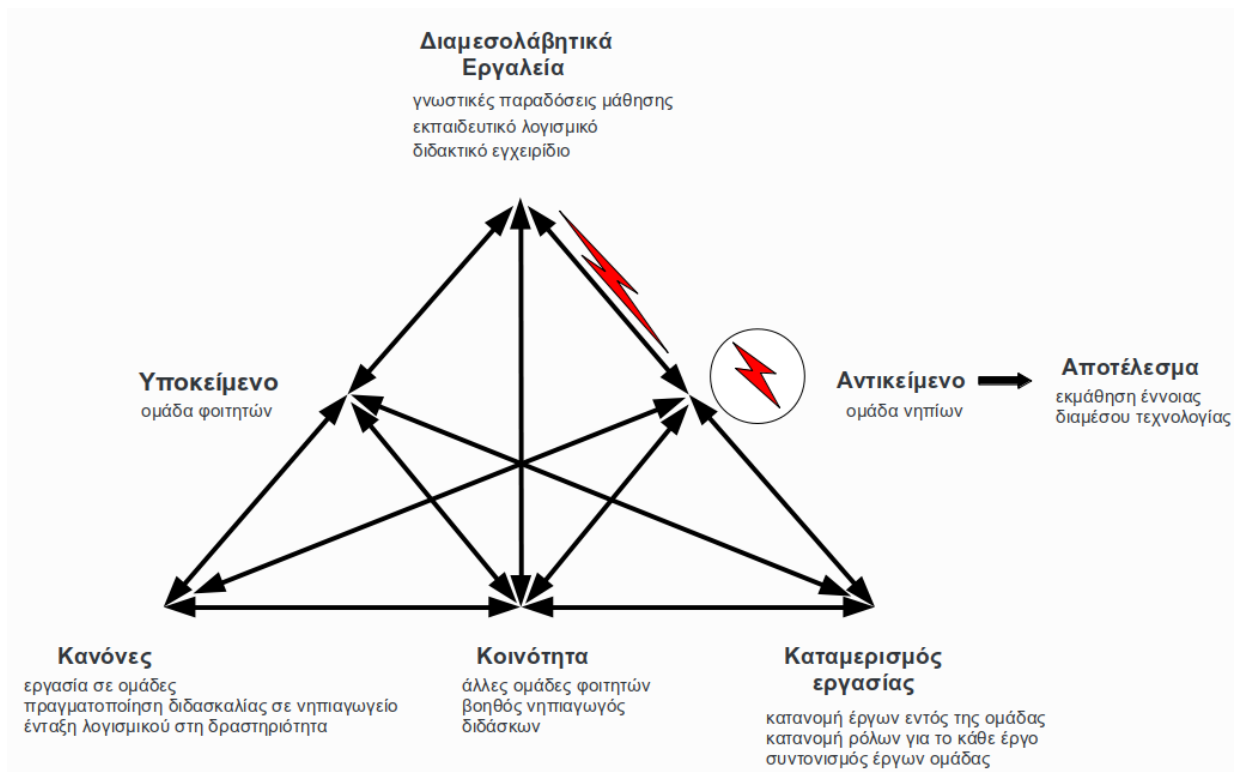 Διαμεσολάβητικά
Εργαλεία
γνωστικές παραδόσεις μάθησης
εκπαιδευτικό λογισμικό
διδακτικό εγχειρίδιο
Υποκείμενο
ομάδα φοιτητών
Αντικείμενο
ομάδα νηπίων
Αποτέλεσμα
εκμάθηση έννοιας
διαμέσου τεχνολογίας
Κανόνες
εργασία σε ομάδες
πραγματοποίηση διδασκαλίας σε νηπιαγωγείο
ένταξη λογισμικού στη δραστηριότητα
Κοινότητα
άλλες ομάδες φοιτητών
βοηθός νηπιαγωγός
διδάσκων
Καταμερισμός
εργασίας
κατανομή έργων εντός της ομάδας
κατανομή ρόλων για το κάθε έργο
συντονισμός έργων ομάδας